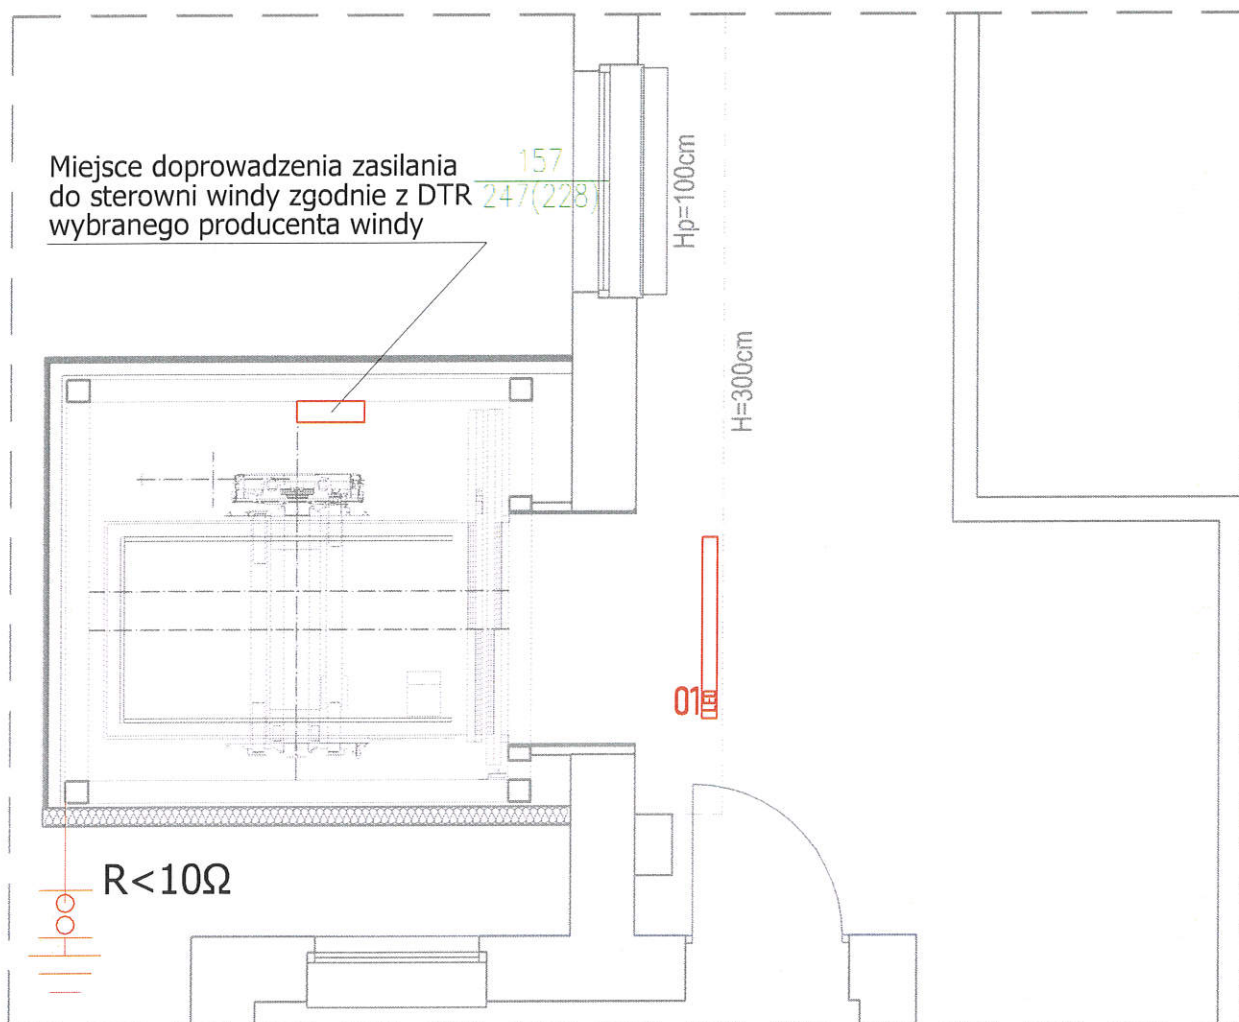 Miejsce doprowadzenia zasilania
do sterowni windy zgodnie z DTR
wybranego producenta windy
157
247(228)
Hp=100cm
H=300cm
01
LED
R<10Ω